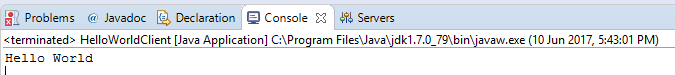 Problems @ Javadoc Declaration Console Servers
<terminated> HelloWorldClient [Java Application] C:\Program Files\Java\jdk1.7.0_79\bin\javaw.exe (10 Jun 2017, 5:43:01 PM)
Hello World